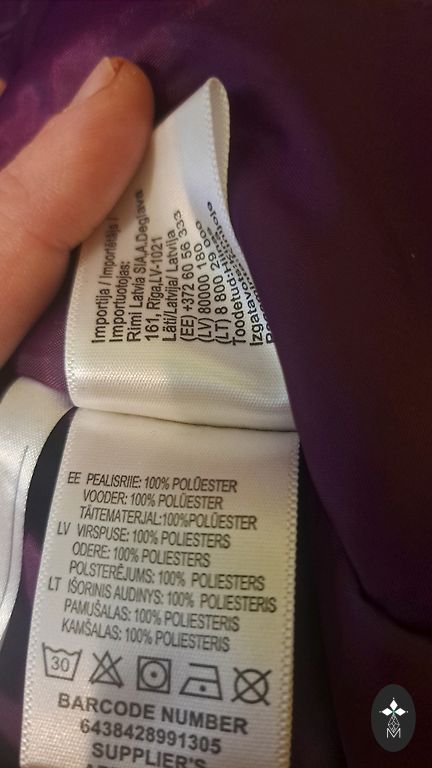 Importija / Importētājs /
Importuotojas:
Rimi Latvia SIA, A.Deglava
161, Rīga, LV-1021
Läti/Latvija/ Latvija
(EE) +372 60 56 333
(LV) 80000 180
(LT) 8 800 29
Toodetud:
EE PEALISRIIE: 100% POLÜESTER
VOODER: 100% POLÜESTER
TÄITEMATERJAL:100% POLÜESTER
LV VIRSPUSE: 100% POLIESTERS
ODERE: 100% POLIESTERS
POLSTERĒJUMS: 100% POLIESTERS
LT IŠORINIS AUDINYS: 100% POLIESTERIS
PAMUŠALAS: 100% POLIESTERIS
KAMŠALAS: 100% POLIESTERIS
30
BARCODE NUMBER
6438428991305
SUPPLIER'S